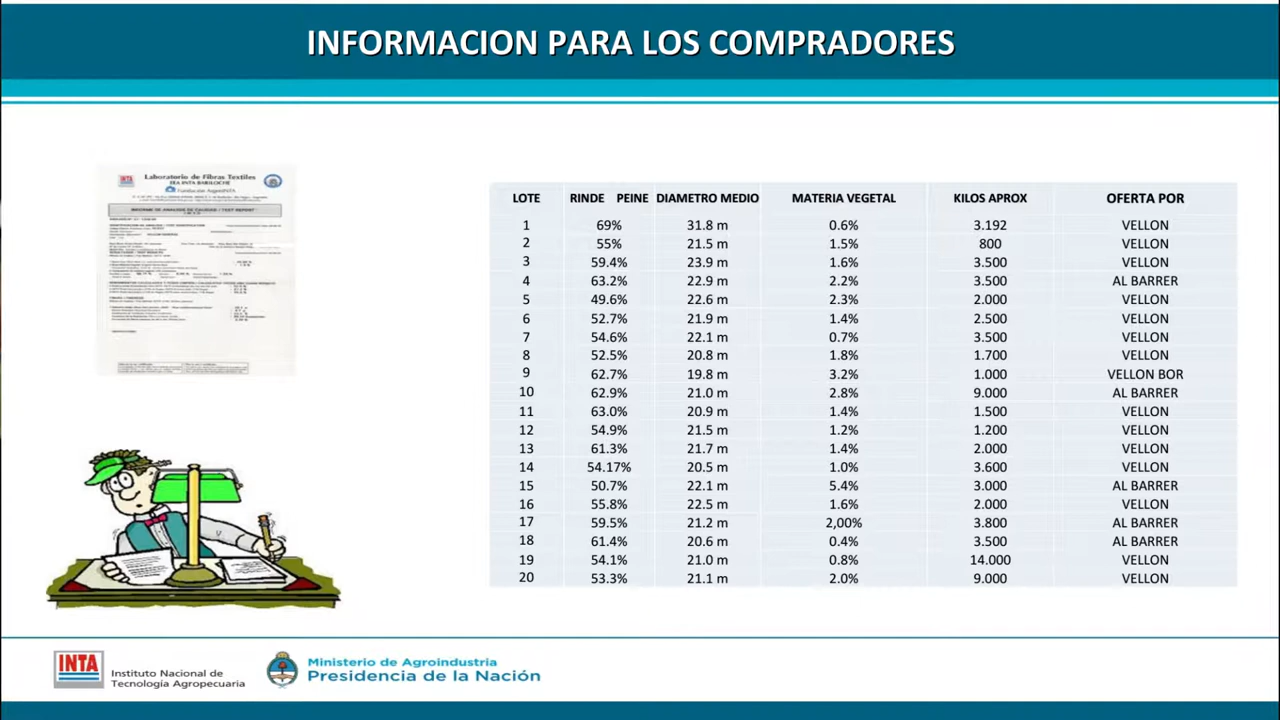 INFORMACION PARA LOS COMPRADORES
INTA
Laboratorio de Fibras Textiles
EEA INTA BARILOCHE
Fundación ArgenINTA
LOTE RINDE PEINE DIAMETRO MEDIO MATERIA VEGETAL KILOS APROX OFERTA POR
1 69% 31.8 m 0.6% 3.192 VELLON
2 55% 21.5 m 1.5% 800 VELLON
3 59.4% 23.9 m 1.6% 3.500 VELLON
4 63.2% 22.9 m 2.2% 3.500 AL BARRER
5 49.6% 22.6 m 2.3% 2.000 VELLON
6 52.7% 21.9 m 1.4% 2.500 VELLON
7 54.6% 22.1 m 0.7% 3.500 VELLON
8 52.5% 20.8 m 1.8% 1.700 VELLON
9 62.7% 19.8 m 3.2% 1.000 VELLON BOR
10 62.9% 21.0 m 2.8% 9.000 AL BARRER
11 63.0% 20.9 m 1.4% 1.500 VELLON
12 54.9% 21.5 m 1.2% 1.200 VELLON
13 61.3% 21.7 m 1.4% 2.000 VELLON
14 54.17% 20.5 m 1.0% 3.600 VELLON
15 50.7% 22.1 m 5.4% 3.000 AL BARRER
16 55.8% 22.5 m 1.6% 2.000 VELLON
17 59.5% 21.2 m 2,00% 3.800 AL BARRER
18 61.4% 20.6 m 0.4% 3.500 AL BARRER
19 54.1% 21.0 m 0.8% 14.000 VELLON
20 53.3% 21.1 m 2.0% 9.000 VELLON
INTA
Instituto Nacional de
Tecnología Agropecuaria
Ministerio de Agroindustria
Presidencia de la Nación